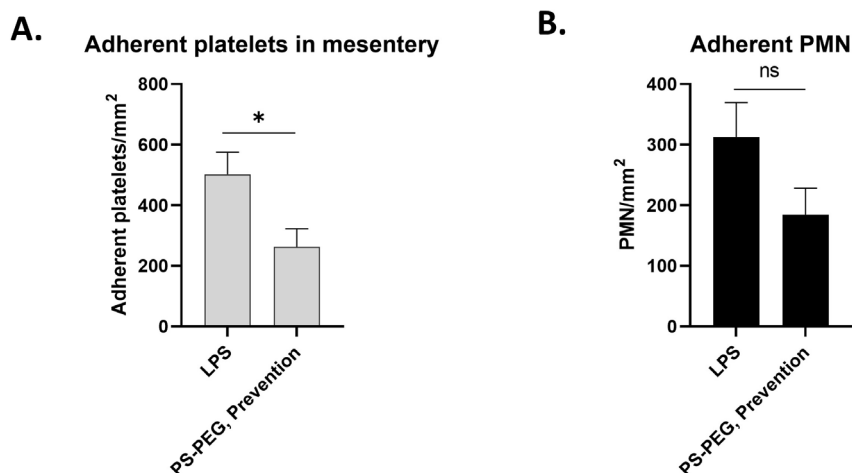 A.
Adherent platelets in mesentery
Adherent platelets/mm²
800
600
400
200
0
*
LPS
PS-PEG, Prevention
B.
Adherent PMN
PMN/mm²
400
300
200
100
0
ns
LPS
PS-PEG, Prevention